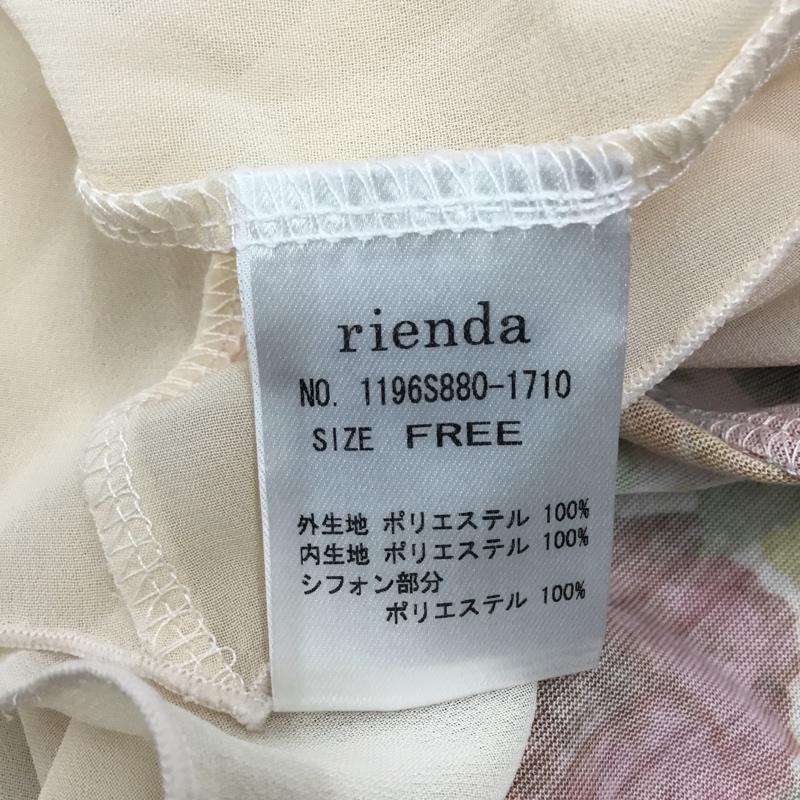 rienda
NO. 1196S880-1710
SIZE FREE
外生地 ポリエステル 100%
内生地 ポリエステル 100%
シフォン部分
ポリエステル 100%